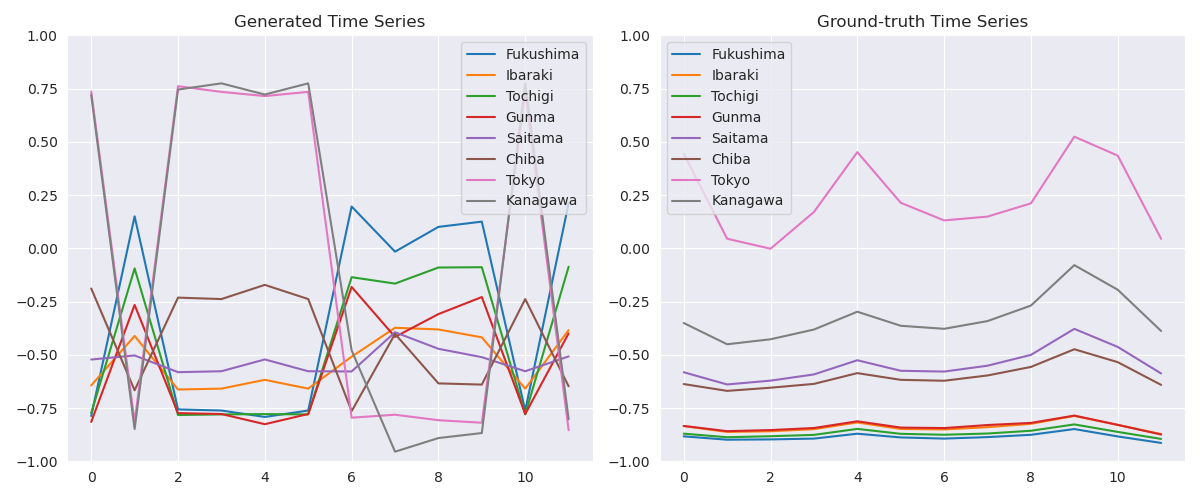 Generated Time Series
1.00
0.75
0.50
0.25
0.00
−0.25
−0.50
−0.75
−1.00
0
2
4
6
8
10
Fukushima
Ibaraki
Tochigi
Gunma
Saitama
Chiba
Tokyo
Kanagawa
Ground-truth Time Series
1.00
0.75
0.50
0.25
0.00
−0.25
−0.50
−0.75
−1.00
0
2
4
6
8
10
Fukushima
Ibaraki
Tochigi
Gunma
Saitama
Chiba
Tokyo
Kanagawa